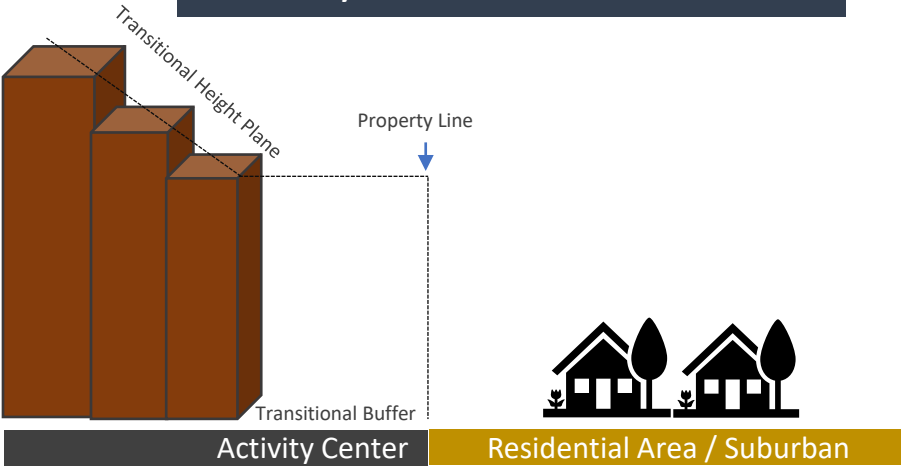 Transitional Height Plane
Property Line
Transitional Buffer
Activity Center
Residential Area / Suburban